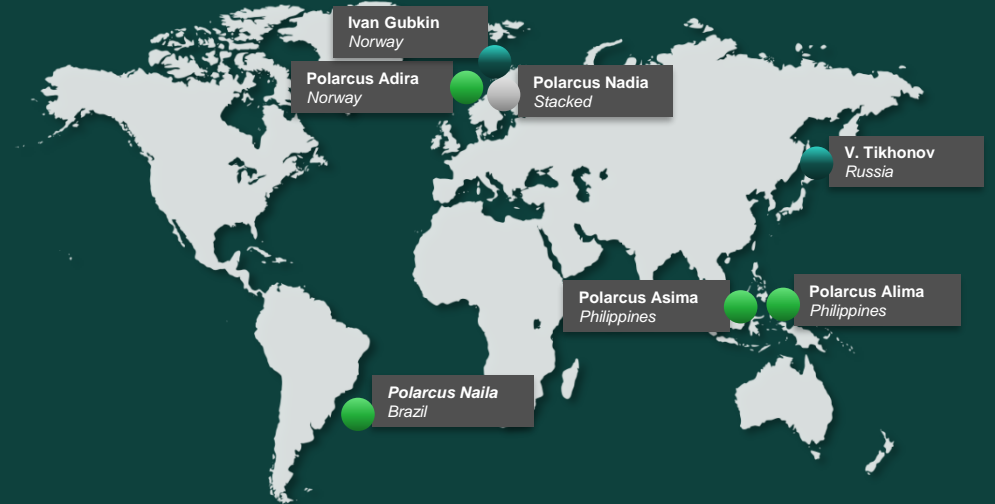 Ivan Gubkin
Norway
Polarcus Adira
Norway
Polarcus Nadia
Stacked
V. Tikhonov
Russia
Polarcus Asima
Philippines
Polarcus Alima
Philippines
Polarcus Naila
Brazil